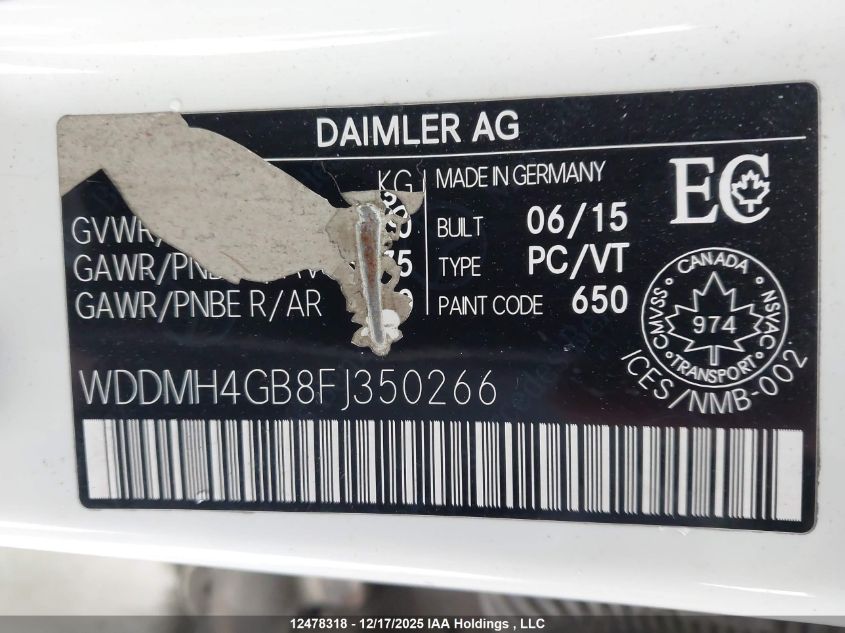 DAIMLER AG
KG
GVWR/
GAWR/
GAWR/PNBE R/AR
MADE IN GERMANY
BUILT 06/15
TYPE PC/VT
PAINT CODE 650
EC
CANADA
CMVSS
NSVAC
974
TRANSPORT
ICES/NMB-002
WDDMH4GB8FJ350266
12478318 - 12/17/2025 IAA Holdings , LLC